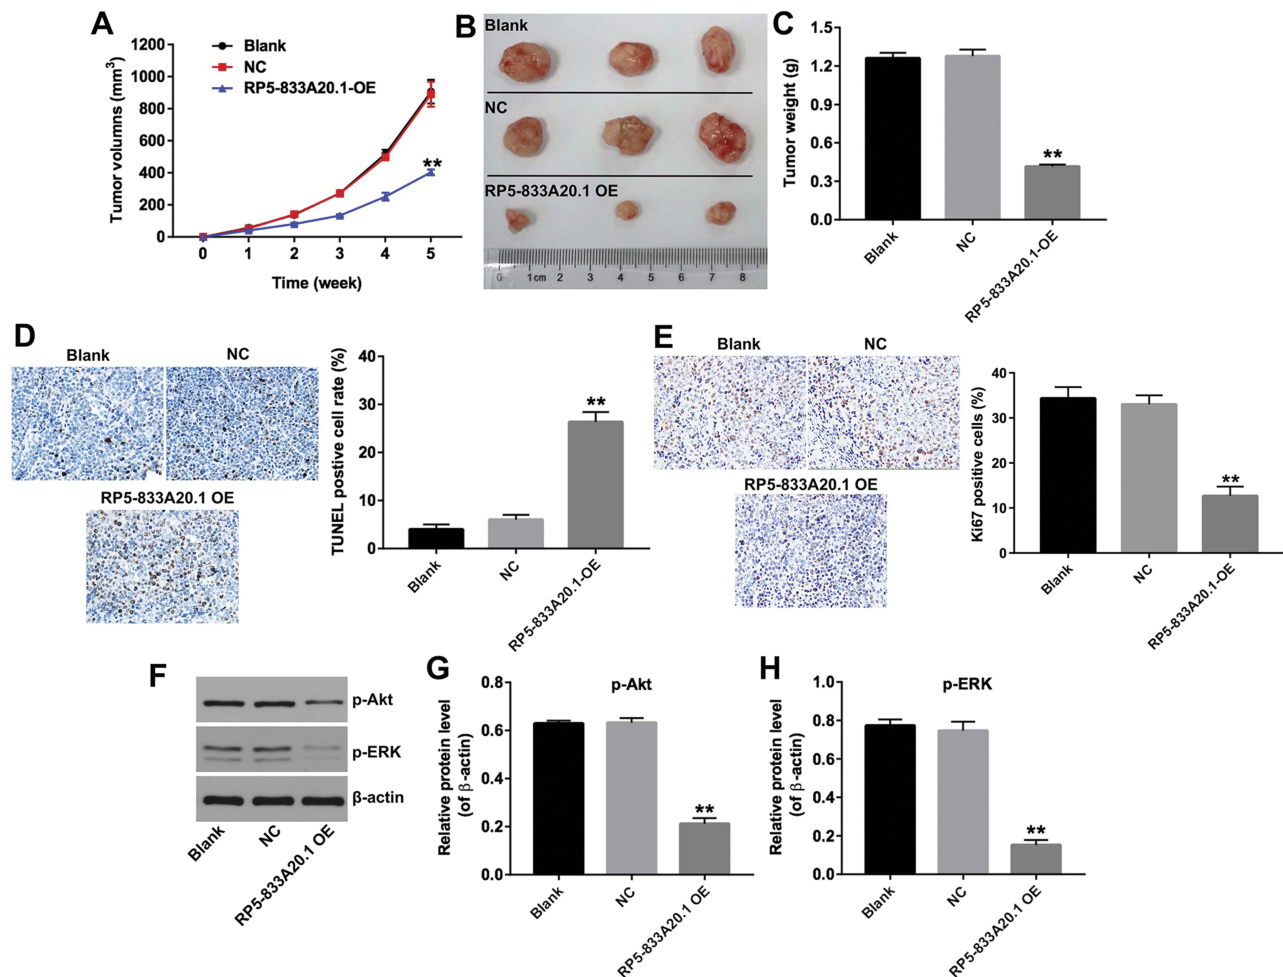 A
Blank
NC
RP5-833A20.1-OE
Tumor volumns (mm³)
1200
1000
800
600
400
200
0
0 1 2 3 4 5
**
Time (week)
B
Blank
NC
RP5-833A20.1 OE
0 1cm 2 3 4 5 6 7 8
C
Tumor weight (g)
1.5
1.2
0.9
0.6
0.3
0.0
**
Blank
NC
RP5-833A20.1-OE
D
Blank NC
RP5-833A20.1 OE
TUNEL postive cell rate (%)
40
30
20
10
0
**
Blank
NC
RP5-833A20.1-OE
E
Blank NC
RP5-833A20.1 OE
Ki67 positive cells (%)
40
30
20
10
0
**
Blank
NC
RP5-833A20.1-OE
F
p-Akt
p-ERK
β-actin
Blank
NC
RP5-833A20.1 OE
G
p-Akt
Relative protein level
(of β-actin)
0.8
0.6
0.4
0.2
0.0
**
Blank
NC
RP5-833A20.1 OE
H
p-ERK
Relative protein level
(of β-actin)
1.0
0.8
0.6
0.4
0.2
0.0
**
Blank
NC
RP5-833A20.1 OE